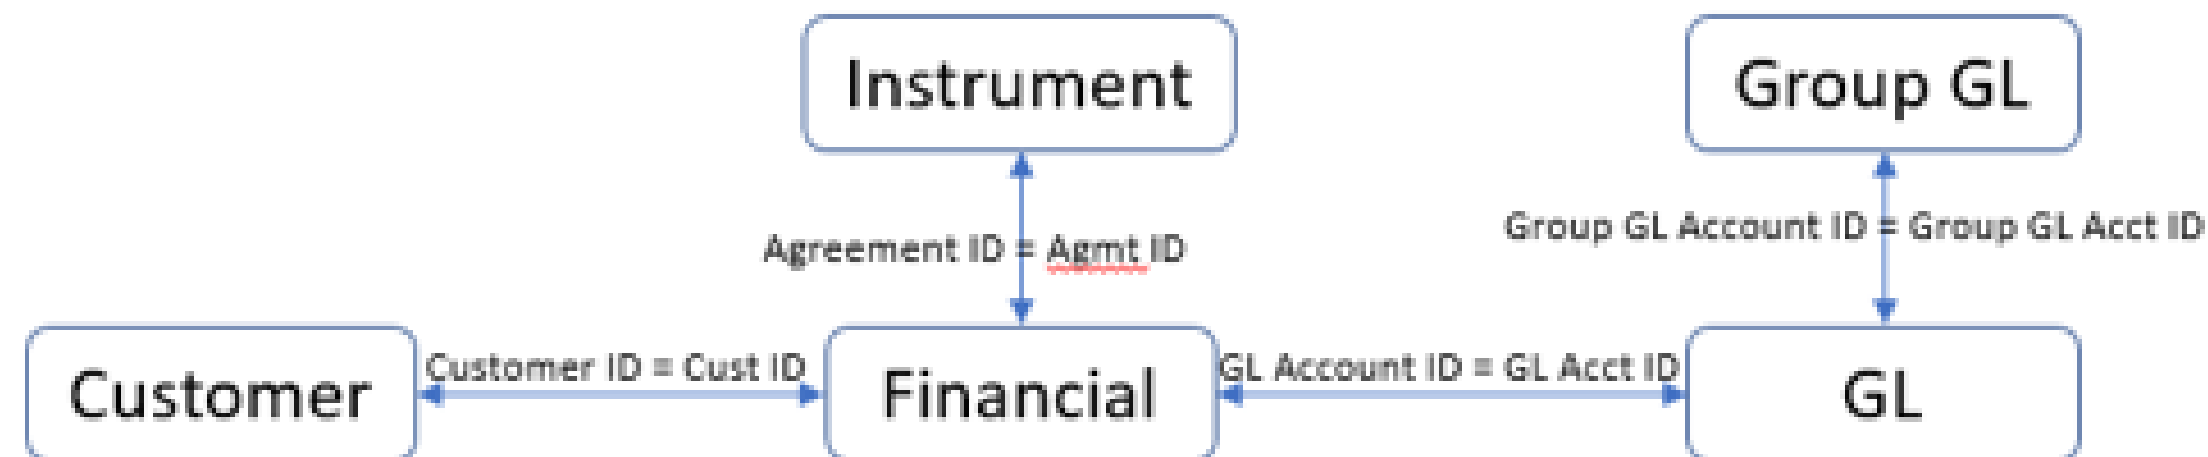 Instrument
Group GL
Group GL Account ID = Group GL Acct ID
Agreement ID = Agmt ID
Customer ID = Cust ID
GL Account ID = GL Acct ID
Customer
Financial
GL